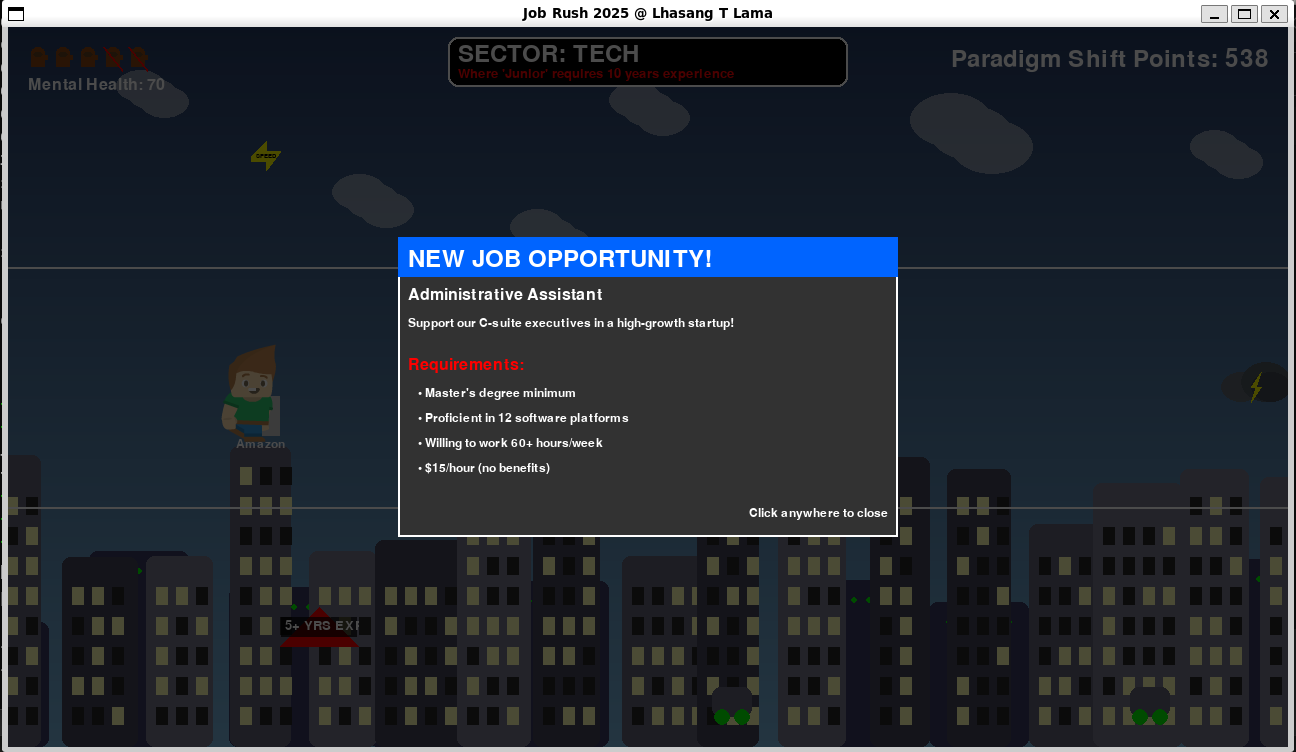 Job Rush 2025 @ Lhasang T Lama
SECTOR: TECH
Where 'Junior' requires 10 years experience
Paradigm Shift Points: 538
Mental Health: 70
SPEED
NEW JOB OPPORTUNITY!
Administrative Assistant
Support our C-suite executives in a high-growth startup!
Requirements:
• Master's degree minimum
• Proficient in 12 software platforms
• Willing to work 60+ hours/week
• $15/hour (no benefits)
Click anywhere to close
Amazon
5+ YRS EXP